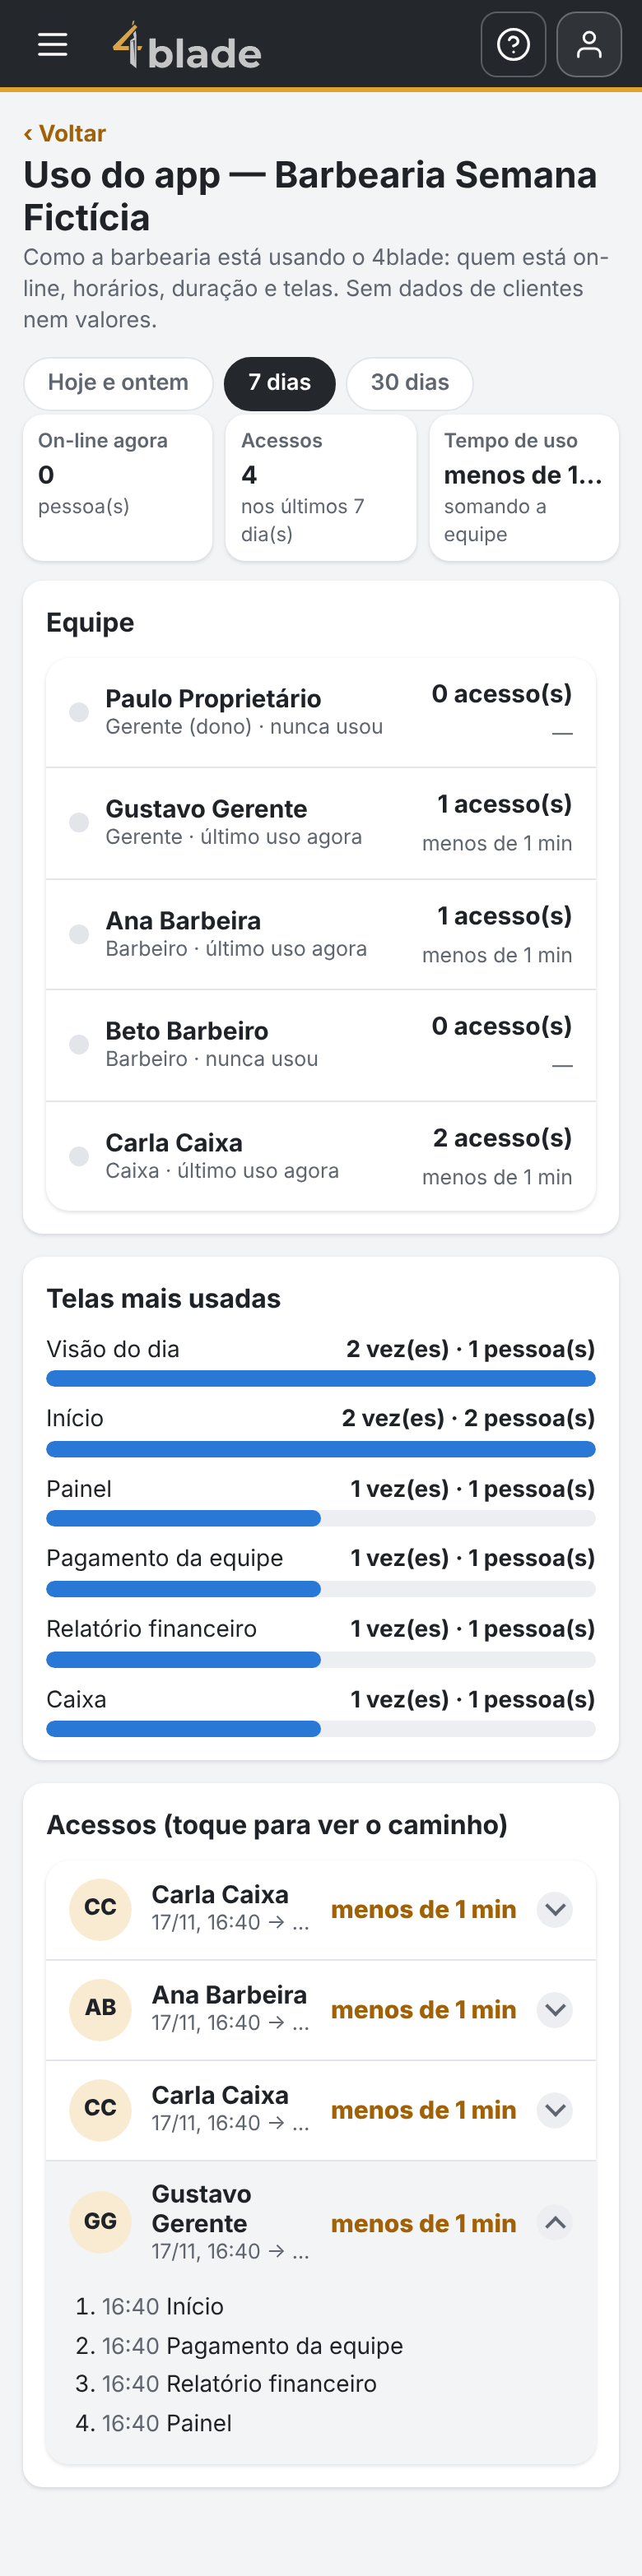 4blade
‹ Voltar
Uso do app — Barbearia Semana
Fictícia
Como a barbearia está usando o 4blade: quem está on-
line, horários, duração e telas. Sem dados de clientes
nem valores.
Hoje e ontem
7 dias
30 dias
On-line agora
0
pessoa(s)
Acessos
4
nos últimos 7
dia(s)
Tempo de uso
menos de 1...
somando a
equipe
Equipe
Paulo Proprietário
Gerente (dono) · nunca usou
0 acesso(s)
—
Gustavo Gerente
Gerente · último uso agora
1 acesso(s)
menos de 1 min
Ana Barbeira
Barbeiro · último uso agora
1 acesso(s)
menos de 1 min
Beto Barbeiro
Barbeiro · nunca usou
0 acesso(s)
—
Carla Caixa
Caixa · último uso agora
2 acesso(s)
menos de 1 min
Telas mais usadas
Visão do dia 2 vez(es) · 1 pessoa(s)
Início 2 vez(es) · 2 pessoa(s)
Painel 1 vez(es) · 1 pessoa(s)
Pagamento da equipe 1 vez(es) · 1 pessoa(s)
Relatório financeiro 1 vez(es) · 1 pessoa(s)
Caixa 1 vez(es) · 1 pessoa(s)
Acessos (toque para ver o caminho)
CC
Carla Caixa
17/11, 16:40 → ...
menos de 1 min
AB
Ana Barbeira
17/11, 16:40 → ...
menos de 1 min
CC
Carla Caixa
17/11, 16:40 → ...
menos de 1 min
GG
Gustavo
Gerente
17/11, 16:40 → ...
menos de 1 min
1. 16:40 Início
2. 16:40 Pagamento da equipe
3. 16:40 Relatório financeiro
4. 16:40 Painel